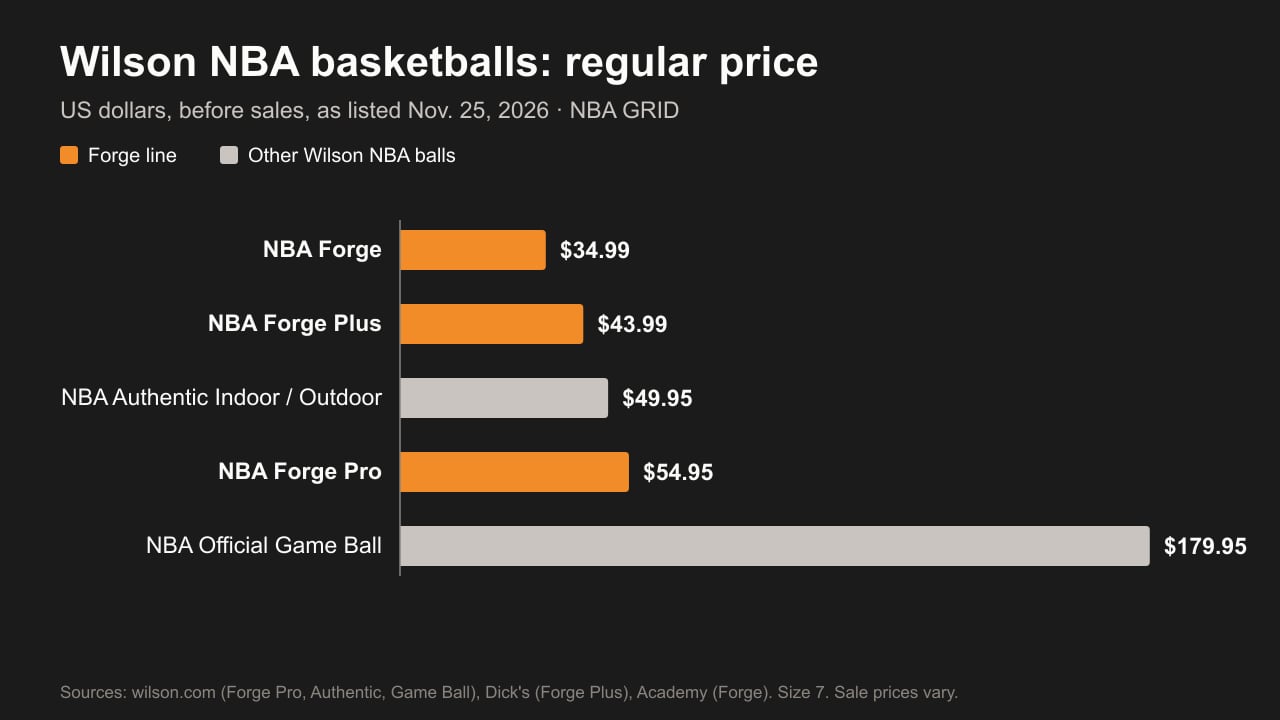 Wilson NBA basketballs: regular price
US dollars, before sales, as listed Nov. 25, 2026 · NBA GRID
Forge line
Other Wilson NBA balls
NBA Forge
$34.99
NBA Forge Plus
$43.99
NBA Authentic Indoor / Outdoor
$49.95
NBA Forge Pro
$54.95
NBA Official Game Ball
$179.95
Sources: wilson.com (Forge Pro, Authentic, Game Ball), Dick's (Forge Plus), Academy (Forge). Size 7. Sale prices vary.